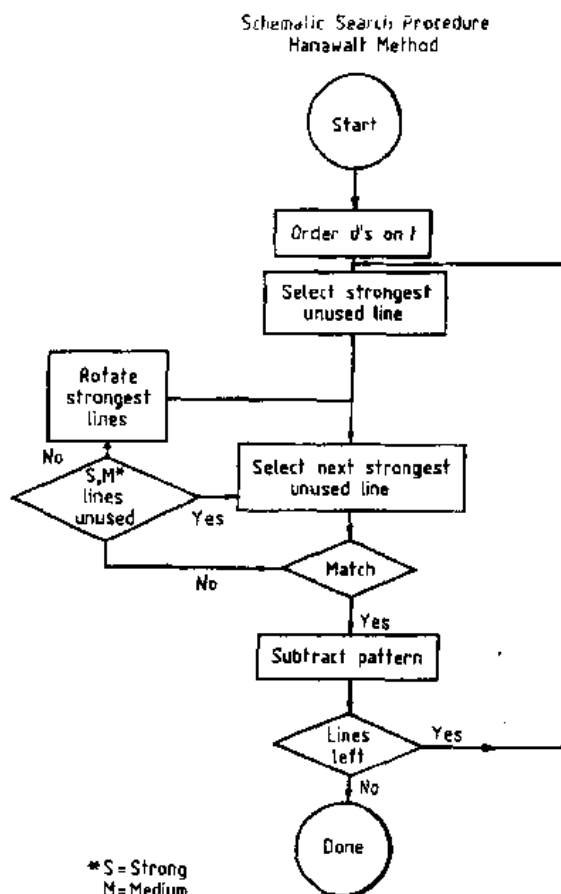 Schematic Search Procedure
Hanawalt Method
Start
Order d's on I
Select strongest
unused line
Rotate
strongest
lines
No
S,M*
lines
unused
Yes
Select next strongest
unused line
No
Match
Yes
Subtract pattern
Lines
left
Yes
No
Done
*S=Strong
M=Medium